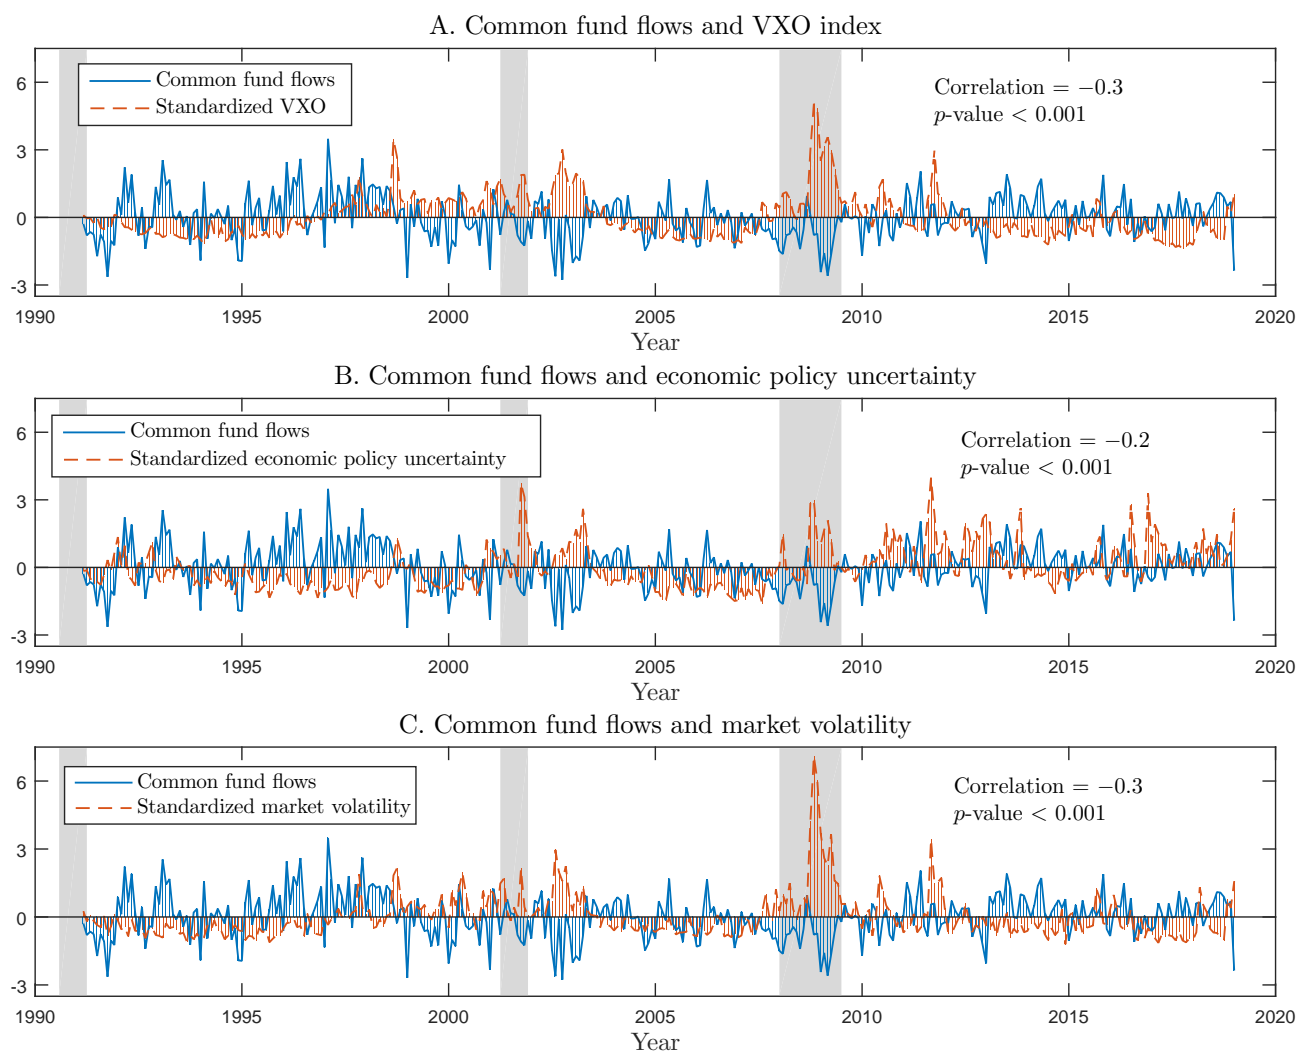 A. Common fund flows and VXO index
6
3
0
-3
Common fund flows
Standardized VXO
Correlation = −0.3
p-value < 0.001
1990 1995 2000 2005 2010 2015 2020
Year
B. Common fund flows and economic policy uncertainty
6
3
0
-3
Common fund flows
Standardized economic policy uncertainty
Correlation = −0.2
p-value < 0.001
1990 1995 2000 2005 2010 2015 2020
Year
C. Common fund flows and market volatility
6
3
0
-3
Common fund flows
Standardized market volatility
Correlation = −0.3
p-value < 0.001
1990 1995 2000 2005 2010 2015 2020
Year